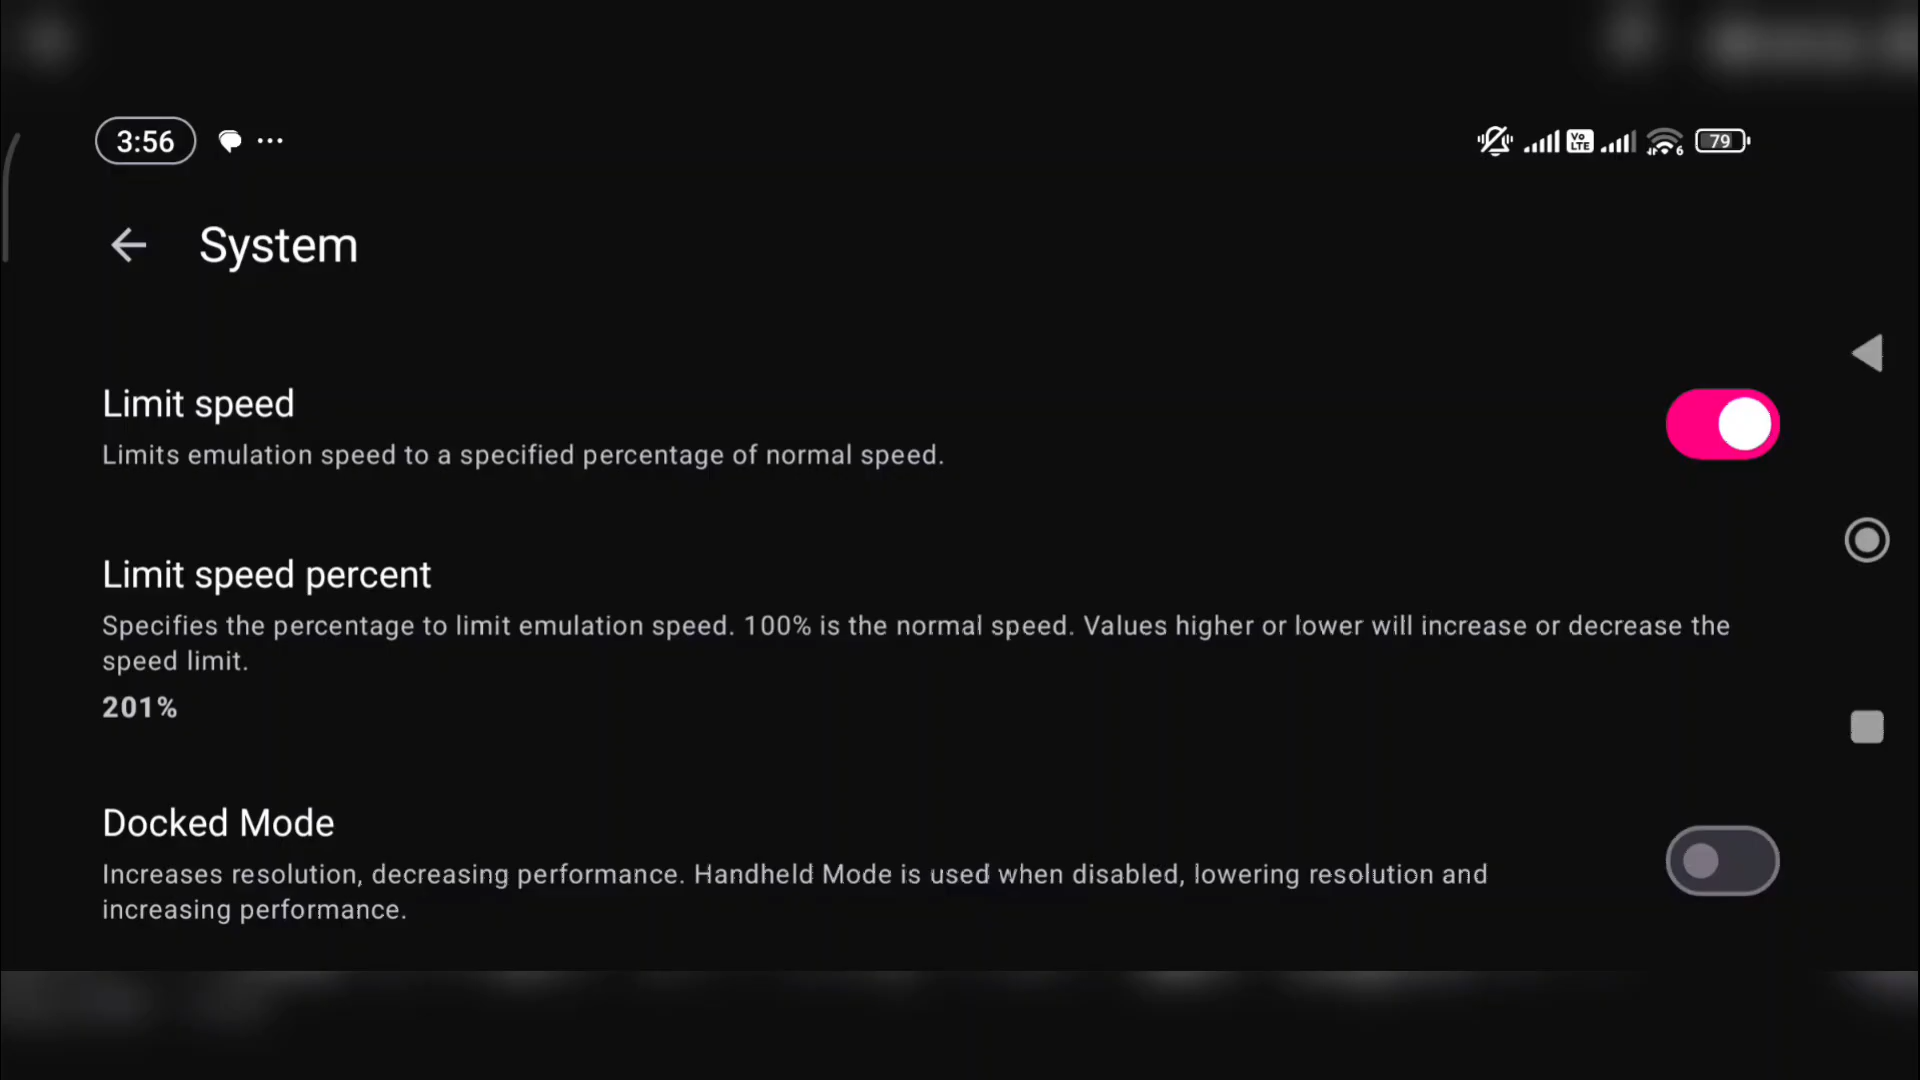 3:56
Vo LTE
6
79
System
Limit speed
Limits emulation speed to a specified percentage of normal speed.
Limit speed percent
Specifies the percentage to limit emulation speed. 100% is the normal speed. Values higher or lower will increase or decrease the
speed limit.
201%
Docked Mode
Increases resolution, decreasing performance. Handheld Mode is used when disabled, lowering resolution and
increasing performance.